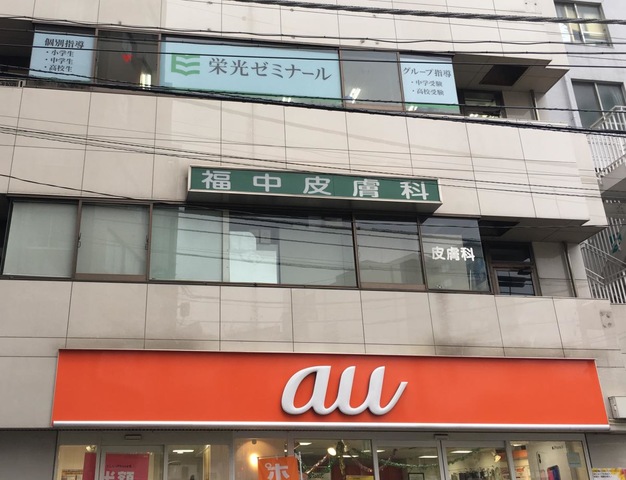 個別指導
・小学生
・中学生
・高校生
栄光ゼミナール
グループ指導
・中学受験
・高校受験
福中皮膚科
皮膚科
au
半額